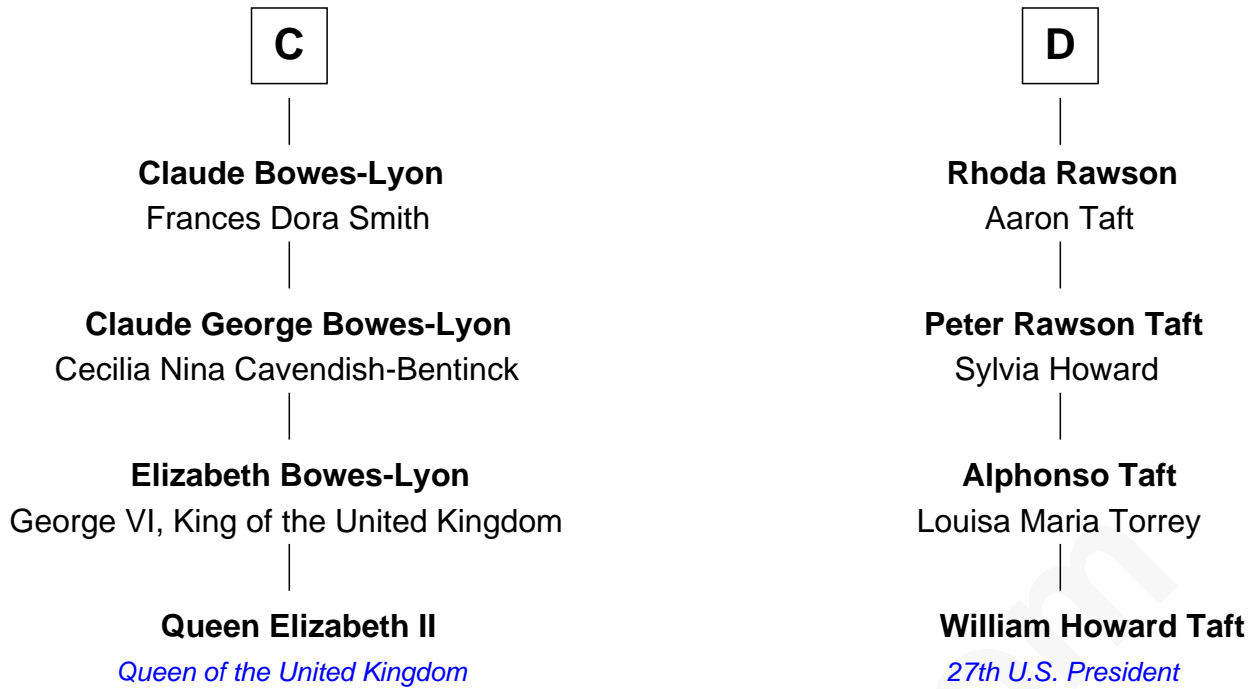 C
Claude Bowes-Lyon
Frances Dora Smith
Claude George Bowes-Lyon
Cecilia Nina Cavendish-Bentinck
Elizabeth Bowes-Lyon
George VI, King of the United Kingdom
Queen Elizabeth II
Queen of the United Kingdom
D
Rhoda Rawson
Aaron Taft
Peter Rawson Taft
Sylvia Howard
Alphonso Taft
Louisa Maria Torrey
William Howard Taft
27th U.S. President